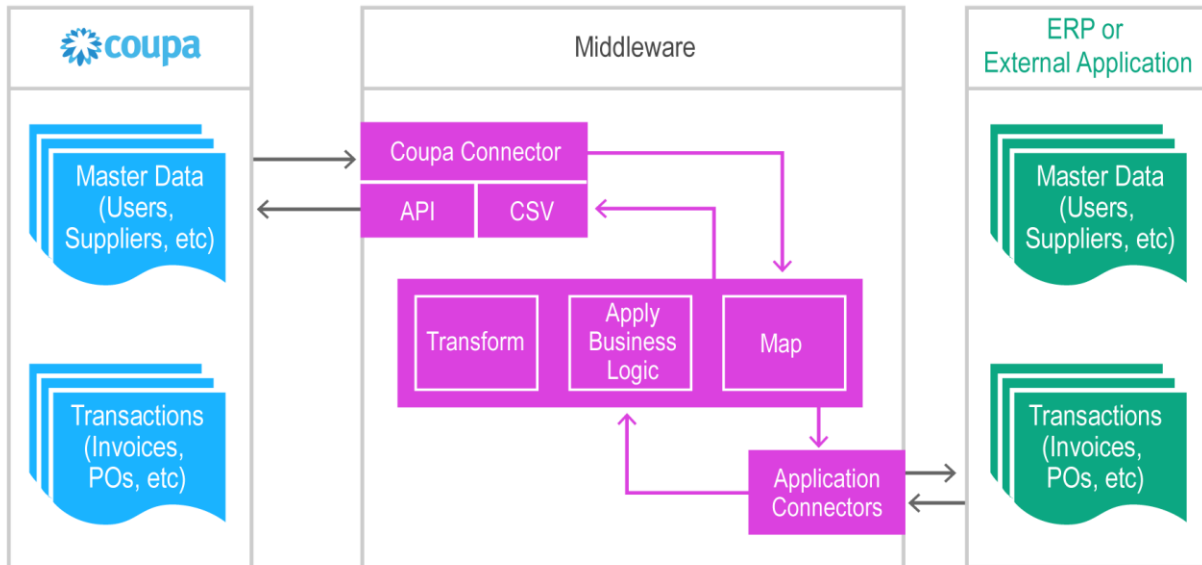 coupa
Middleware
ERP or
External Application
Master Data
(Users,
Suppliers, etc)
Transactions
(Invoices,
POs, etc)
Coupa Connector
API
CSV
Transform
Apply
Business
Logic
Map
Application
Connectors
Master Data
(Users,
Suppliers, etc)
Transactions
(Invoices,
POs, etc)